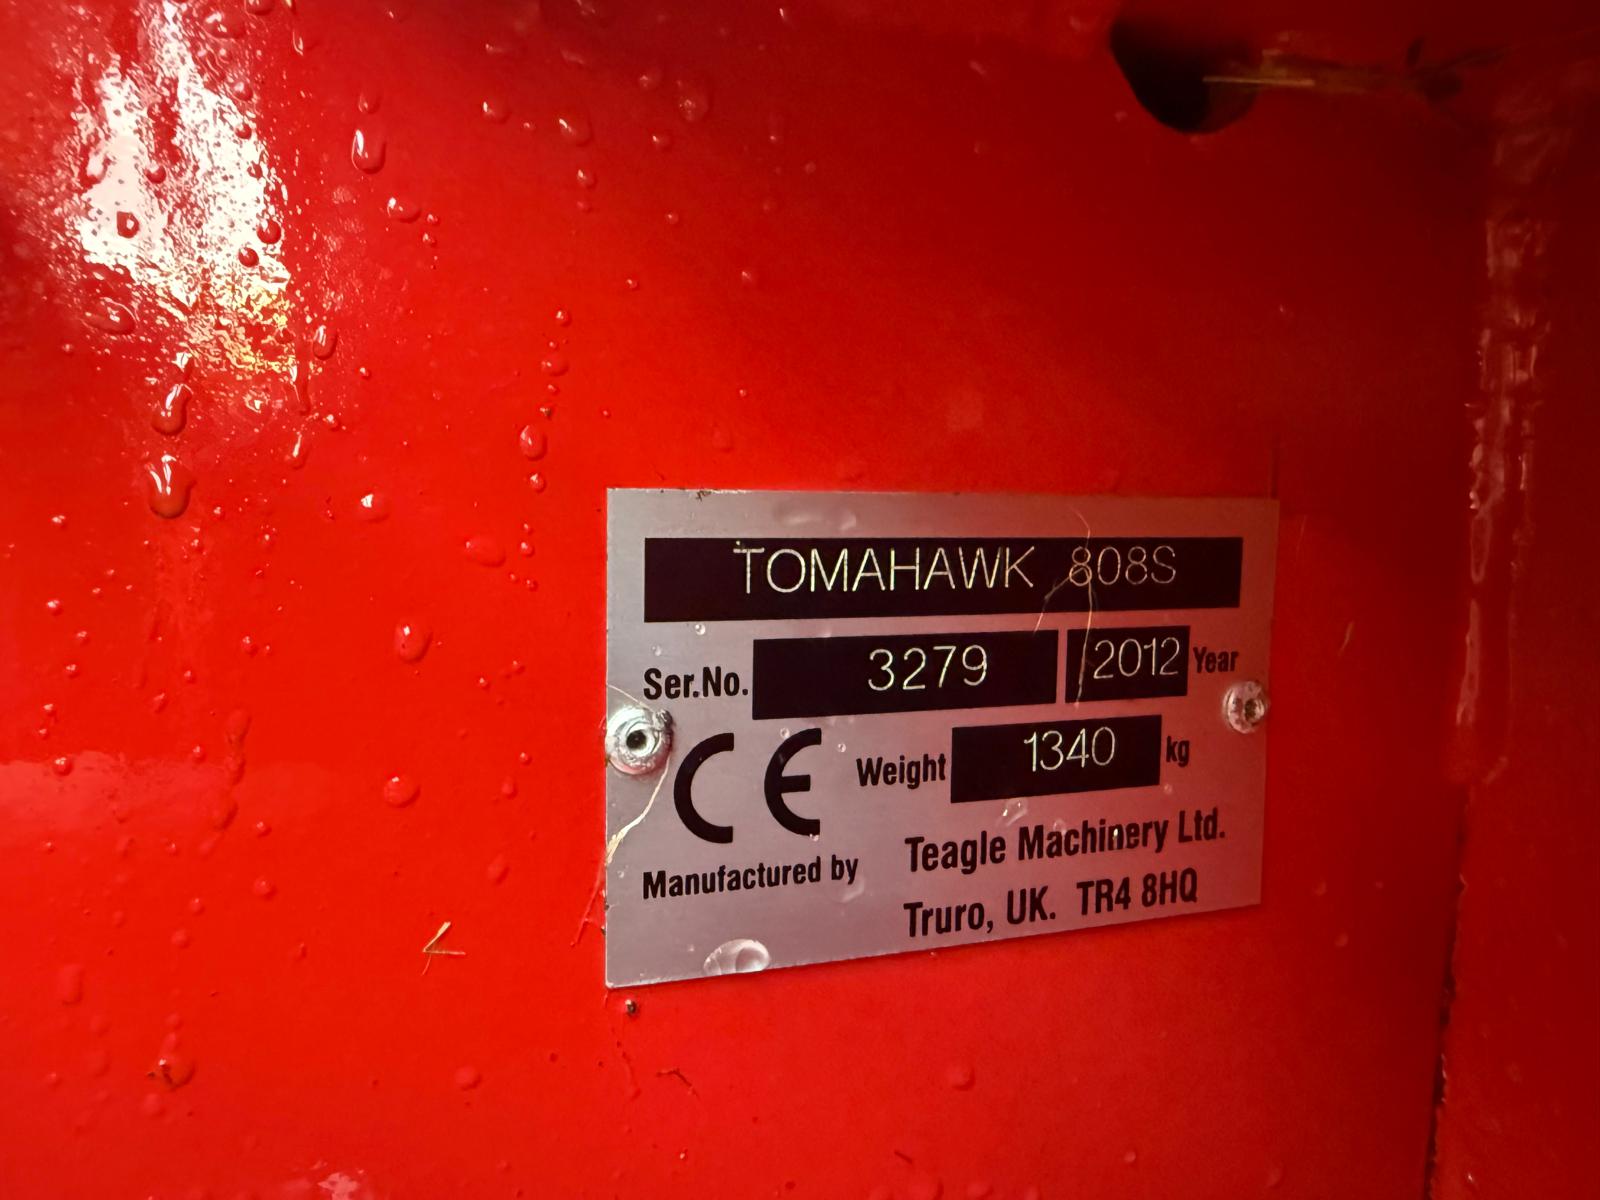 TOMAHAWK 808S
Ser.No. 3279 2012 Year
CE Weight 1340 kg
Manufactured by Teagle Machinery Ltd.
Truro, UK. TR4 8HQ